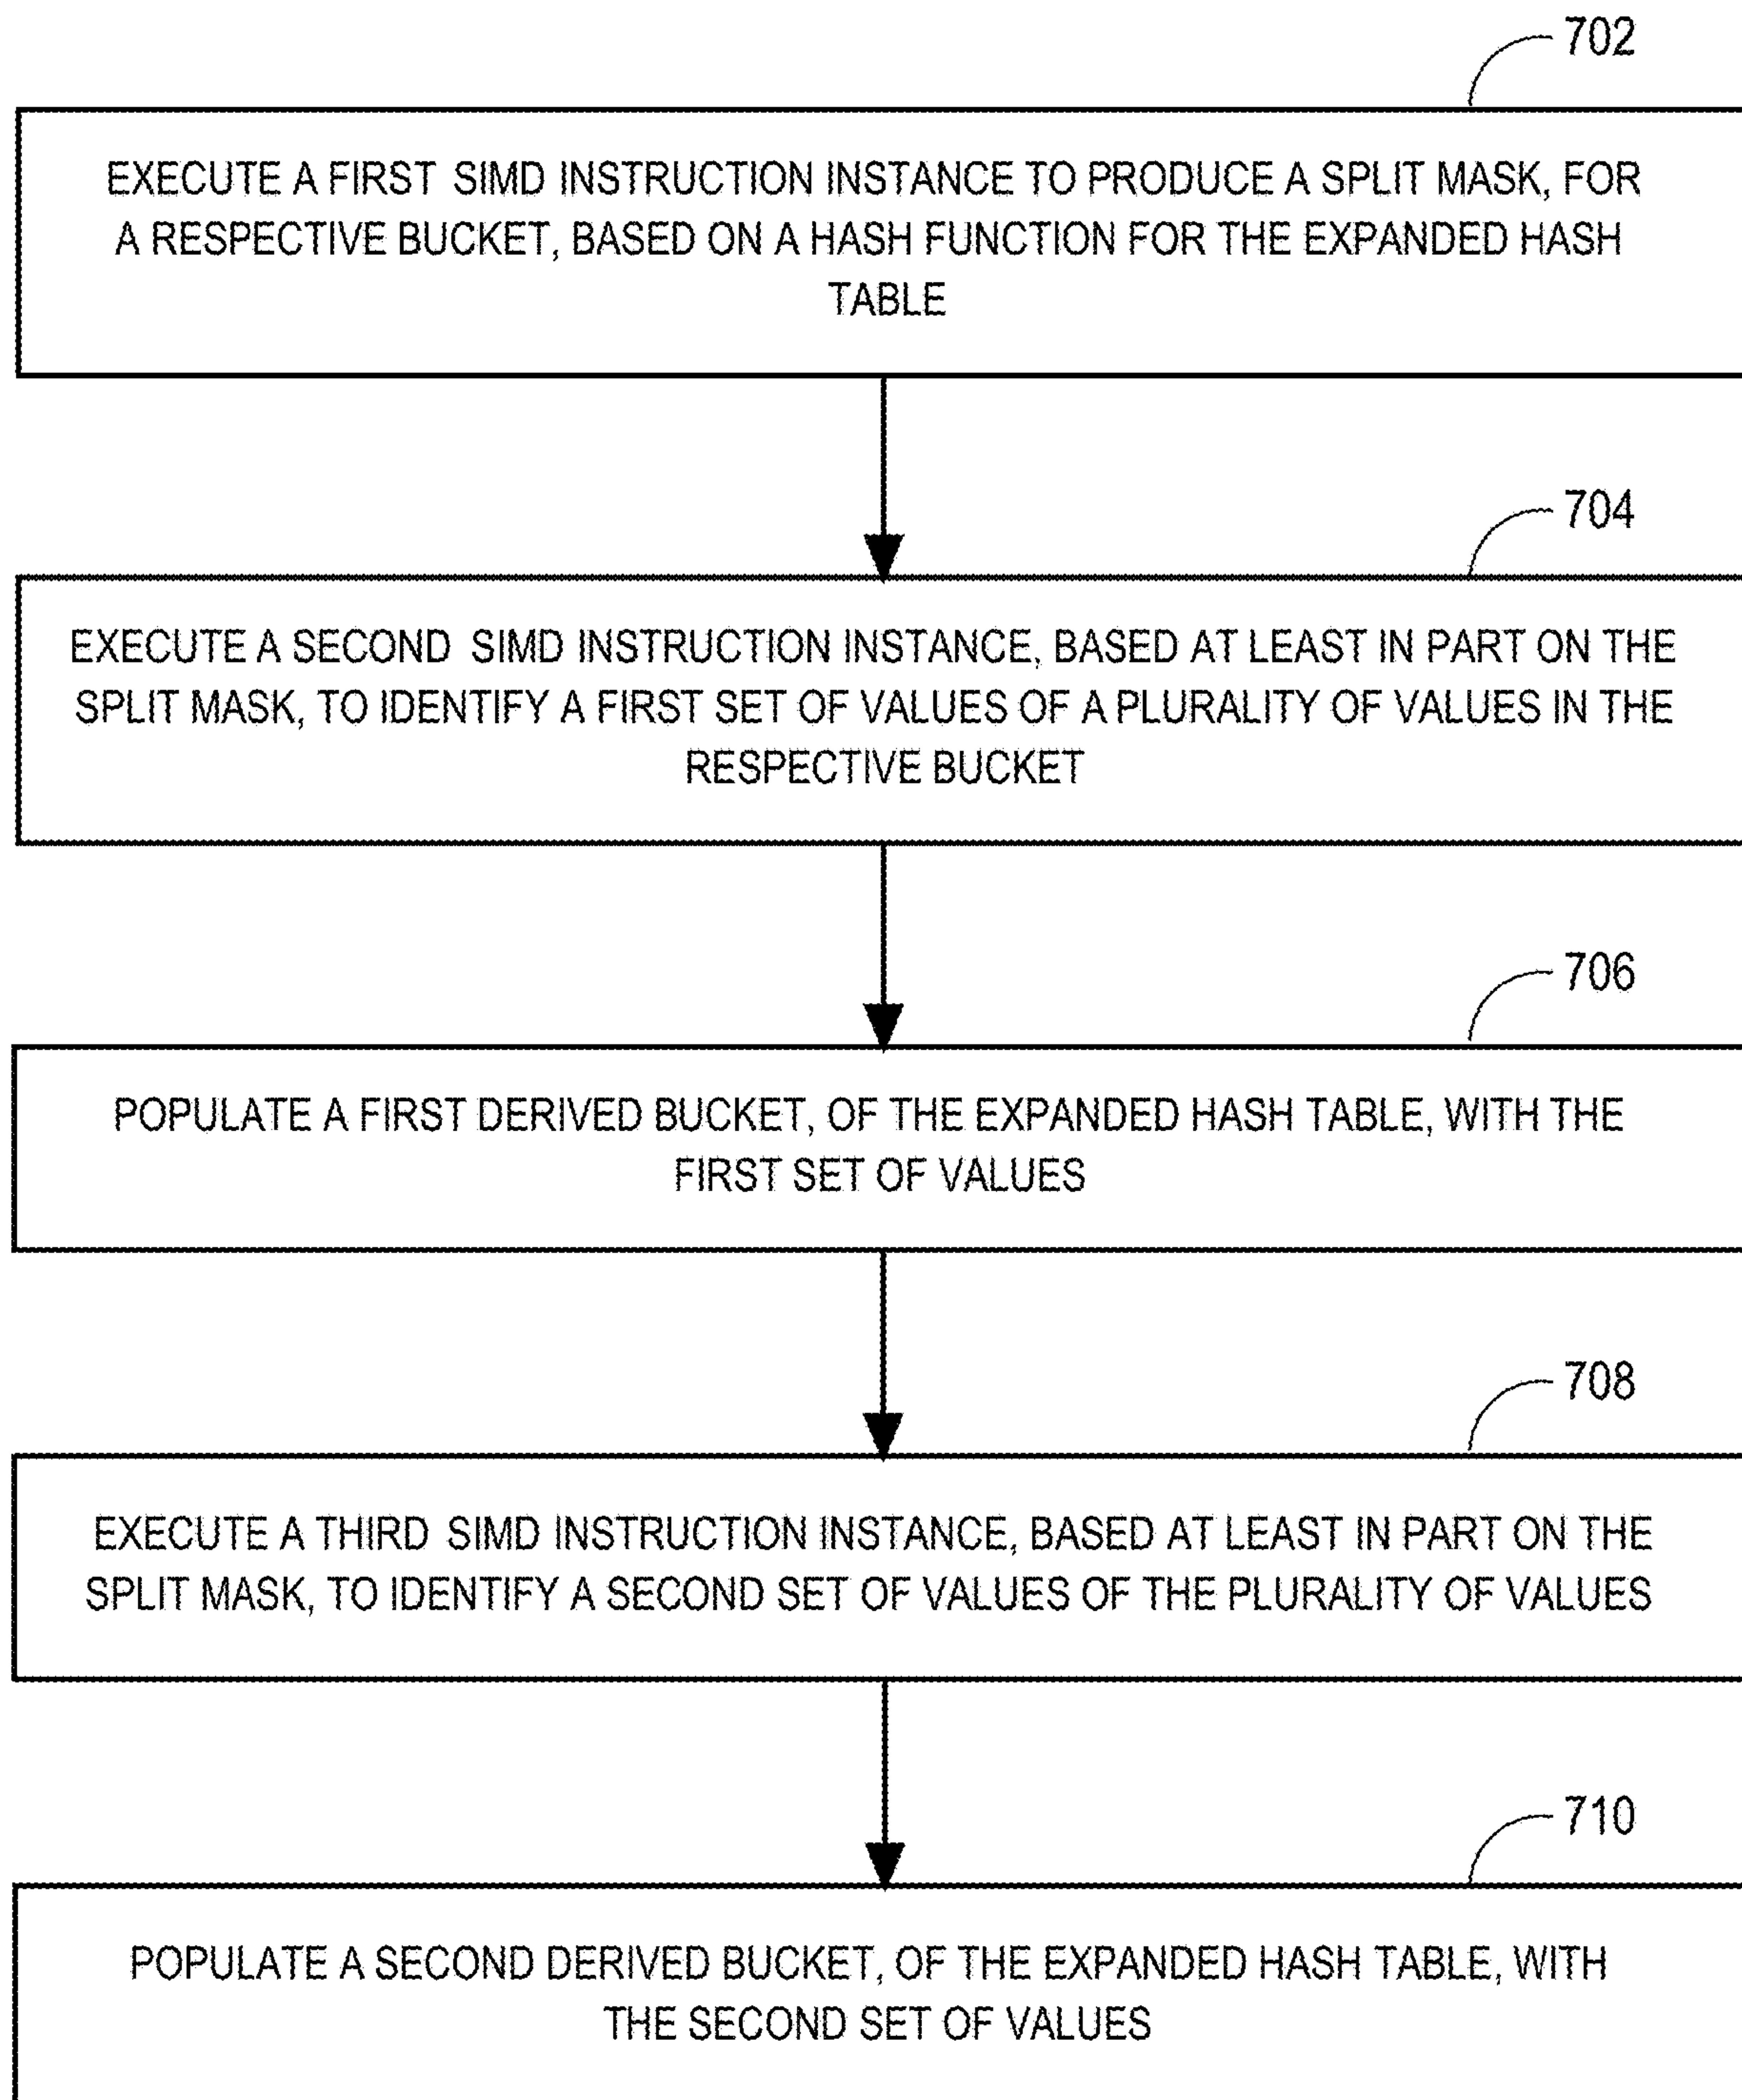 702
EXECUTE A FIRST SIMD INSTRUCTION INSTANCE TO PRODUCE A SPLIT MASK, FOR
A RESPECTIVE BUCKET, BASED ON A HASH FUNCTION FOR THE EXPANDED HASH
TABLE
704
EXECUTE A SECOND SIMD INSTRUCTION INSTANCE, BASED AT LEAST IN PART ON THE
SPLIT MASK, TO IDENTIFY A FIRST SET OF VALUES OF A PLURALITY OF VALUES IN THE
RESPECTIVE BUCKET
706
POPULATE A FIRST DERIVED BUCKET, OF THE EXPANDED HASH TABLE, WITH THE
FIRST SET OF VALUES
708
EXECUTE A THIRD SIMD INSTRUCTION INSTANCE, BASED AT LEAST IN PART ON THE
SPLIT MASK, TO IDENTIFY A SECOND SET OF VALUES OF THE PLURALITY OF VALUES
710
POPULATE A SECOND DERIVED BUCKET, OF THE EXPANDED HASH TABLE, WITH
THE SECOND SET OF VALUES